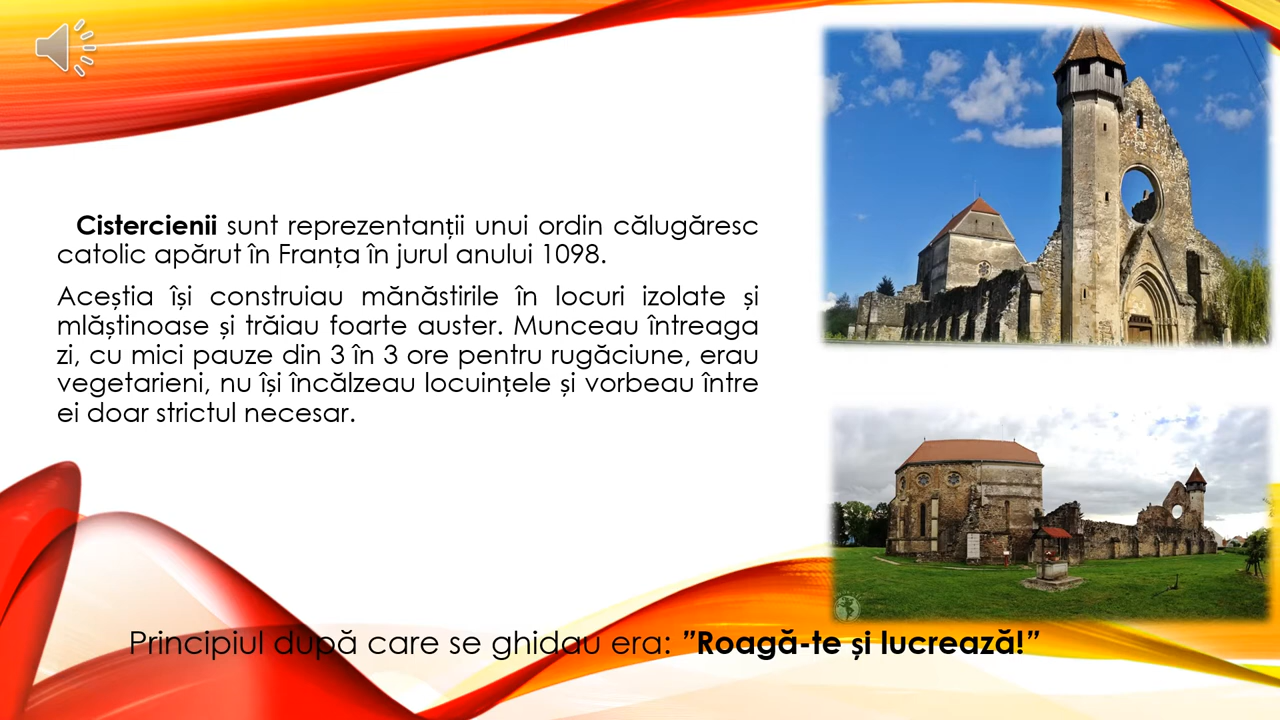 Cistercienii sunt reprezentanții unui ordin călugăresc
catolic apărut în Franța în jurul anului 1098.
Aceștia își construiau mănăstirile în locuri izolate și
mlăștinoase și trăiau foarte auster. Munceau întreaga
zi, cu mici pauze din 3 în 3 ore pentru rugăciune, erau
vegetarieni, nu își încălzeau locuințele și vorbeau între
ei doar strictul necesar.
Principiul după care se ghidau era: ”Roagă-te și lucrează!”